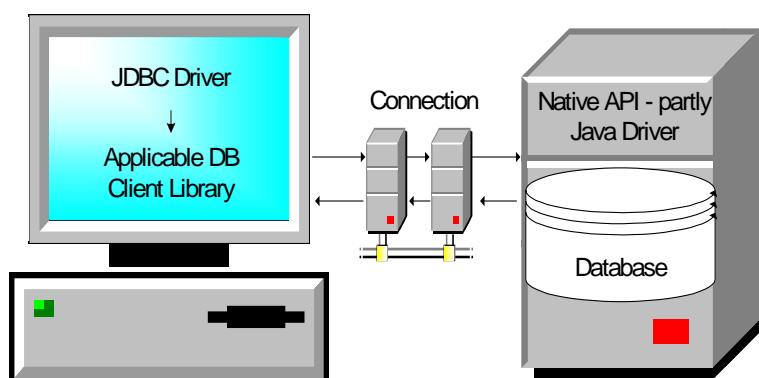 JDBC Driver
Applicable DB
Client Library
Connection
Native API - partly
Java Driver
Database